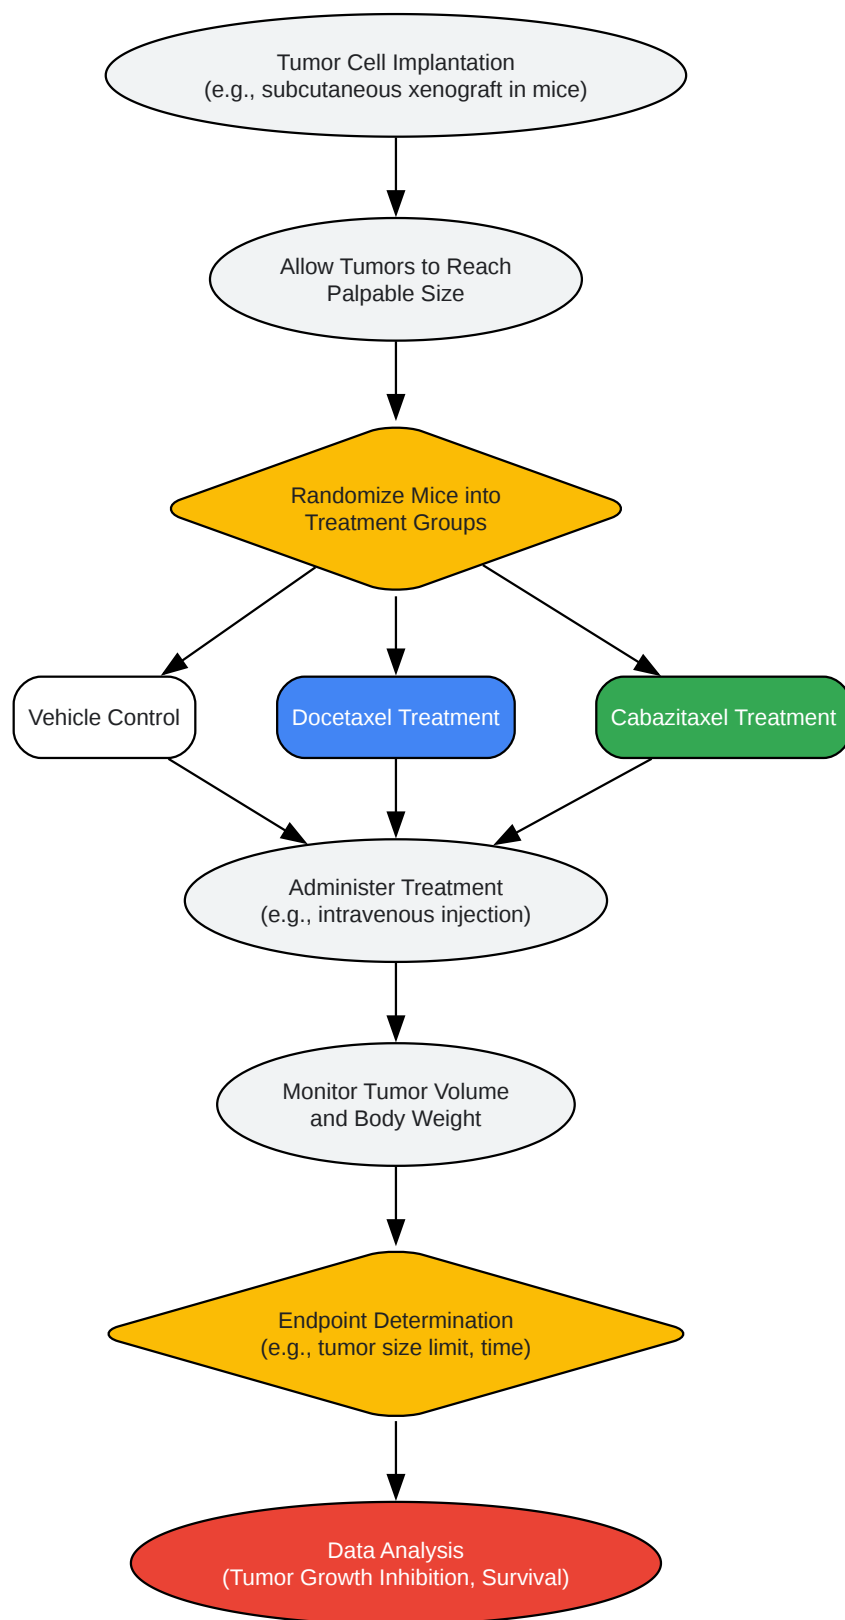 Tumor Cell Implantation
(e.g., subcutaneous xenograft in mice)
Allow Tumors to Reach
Palpable Size
Randomize Mice into
Treatment Groups
Vehicle Control
Docetaxel Treatment
Cabazitaxel Treatment
Administer Treatment
(e.g., intravenous injection)
Monitor Tumor Volume
and Body Weight
Endpoint Determination
(e.g., tumor size limit, time)
Data Analysis
(Tumor Growth Inhibition, Survival)